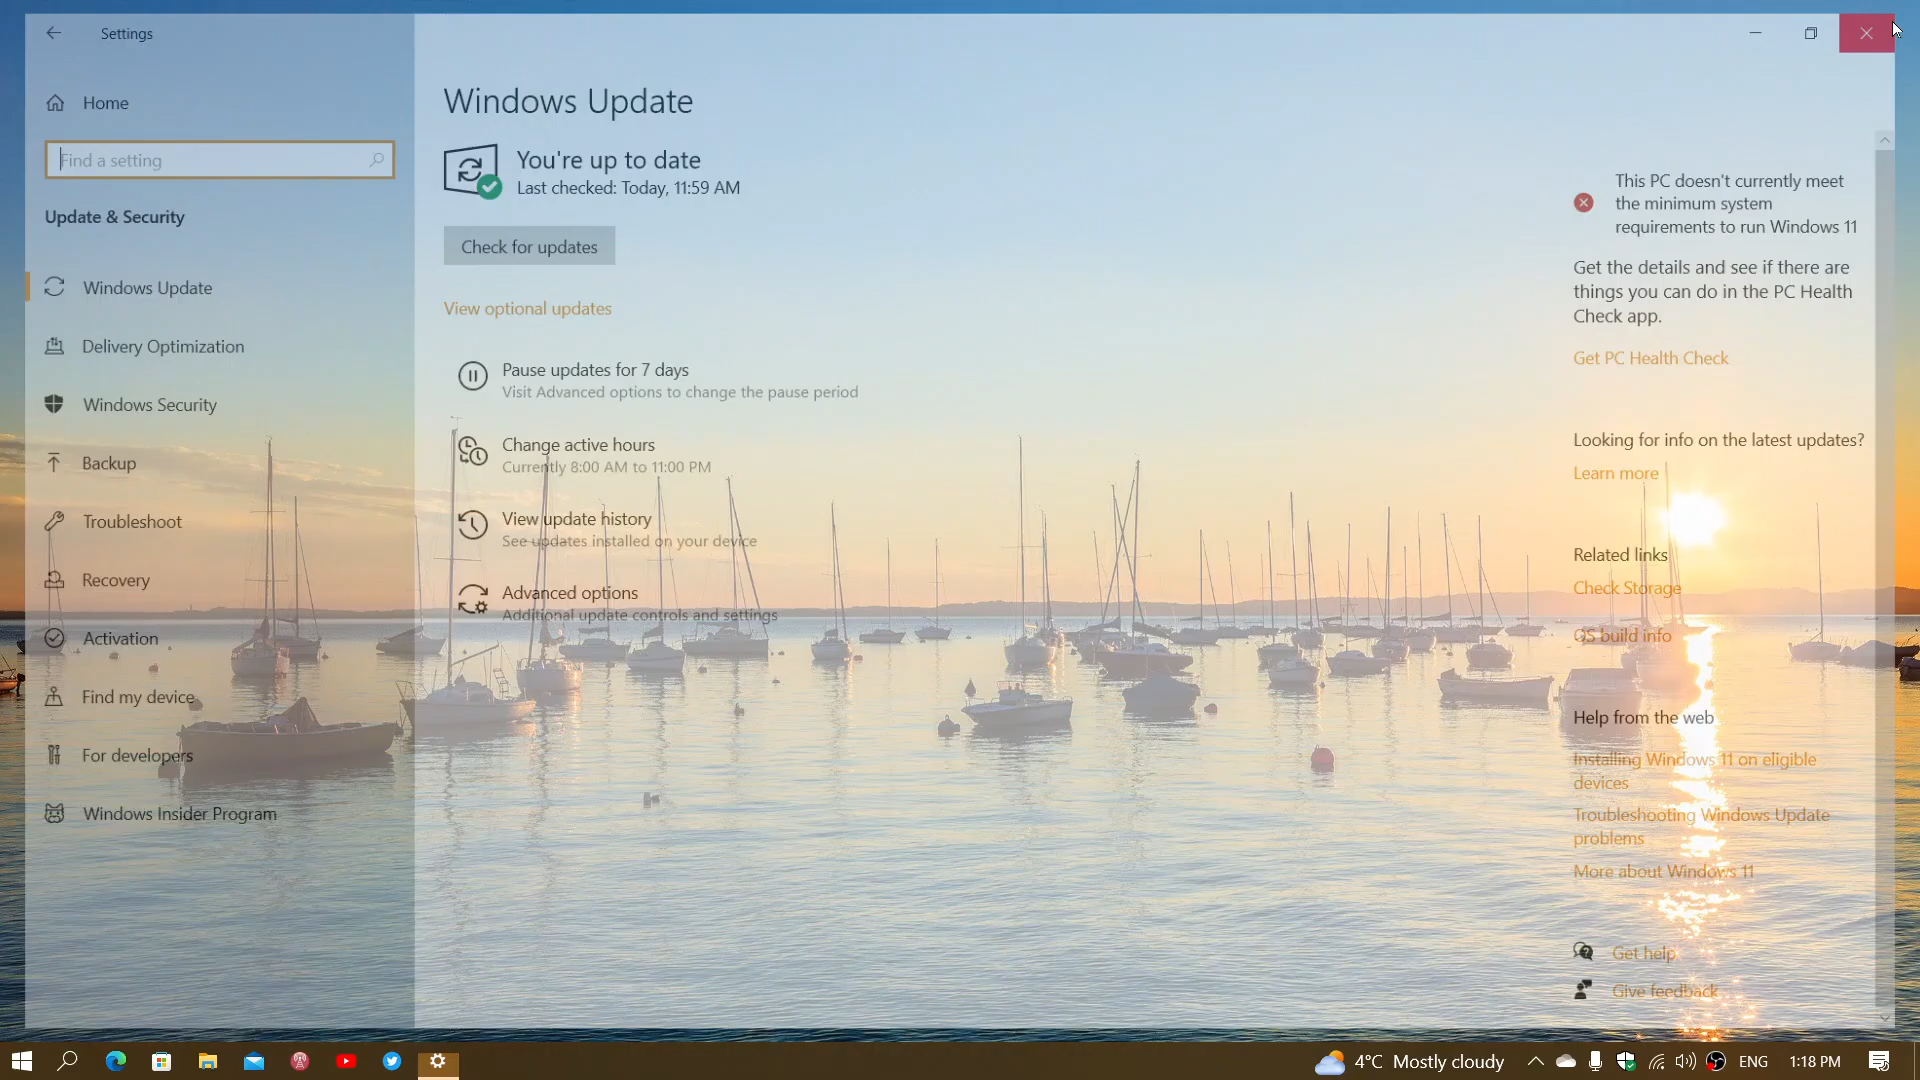 Settings
Home
Find a setting
Update & Security
Windows Update
Delivery Optimization
Windows Security
Backup
Troubleshoot
Recovery
Activation
Find my device
For developers
Windows Insider Program
Windows Update
You're up to date
Last checked: Today, 11:59 AM
Check for updates
View optional updates
Pause updates for 7 days
Visit Advanced options to change the pause period
Change active hours
Currently 8:00 AM to 11:00 PM
View update history
See updates installed on your device
Advanced options
Additional update controls and settings
This PC doesn't currently meet
the minimum system
requirements to run Windows 11
Get the details and see if there are
things you can do in the PC Health
Check app.
Get PC Health Check
Looking for info on the latest updates?
Learn more
Related links
Check Storage
OS build info
Help from the web
Installing Windows 11 on eligible
devices
Troubleshooting Windows Update
problems
More about Windows 11
Get help
Give feedback
4°C Mostly cloudy
ENG
1:18 PM